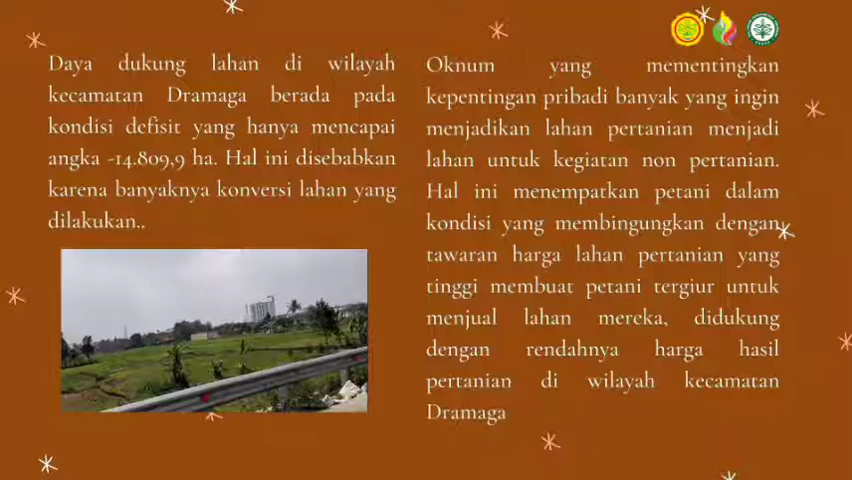 Daya dukung lahan di wilayah
kecamatan Dramaga berada pada
kondisi defisit yang hanya mencapai
angka -14.809,9 ha. Hal ini disebabkan
karena banyaknya konversi lahan yang
dilakukan..
Oknum yang mementingkan
kepentingan pribadi banyak yang ingin
menjadikan lahan pertanian menjadi
lahan untuk kegiatan non pertanian.
Hal ini menempatkan petani dalam
kondisi yang membingungkan dengan
tawaran harga lahan pertanian yang
tinggi membuat petani tergiur untuk
menjual lahan mereka, didukung
dengan rendahnya harga hasil
pertanian di wilayah kecamatan
Dramaga